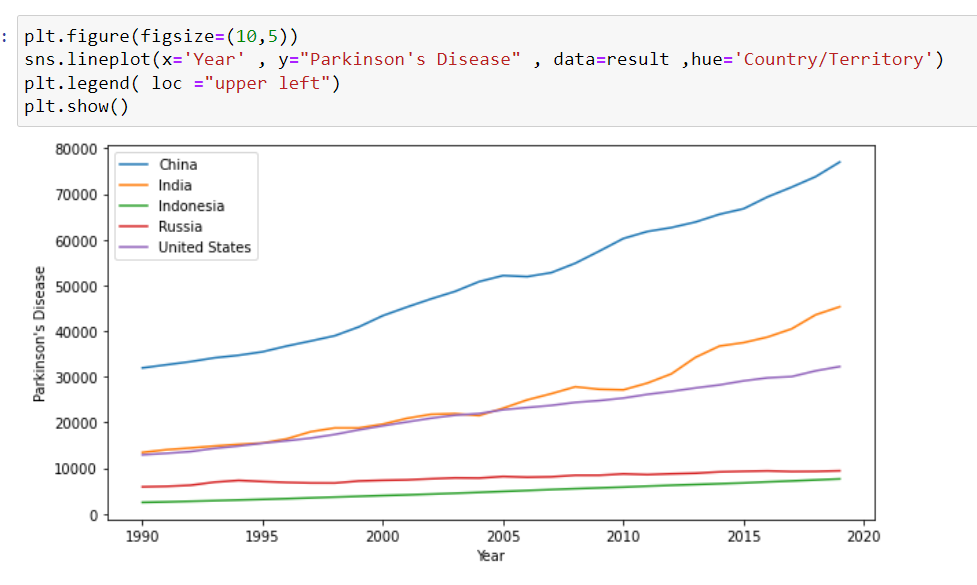 :
plt.figure(figsize=(10,5))
sns.lineplot(x='Year' , y="Parkinson's Disease" , data=result ,hue='Country/Territory')
plt.legend( loc ="upper left")
plt.show()
80000
70000
60000
50000
40000
30000
20000
10000
0
Parkinson's Disease
China
India
Indonesia
Russia
United States
1990 1995 2000 2005 2010 2015 2020
Year